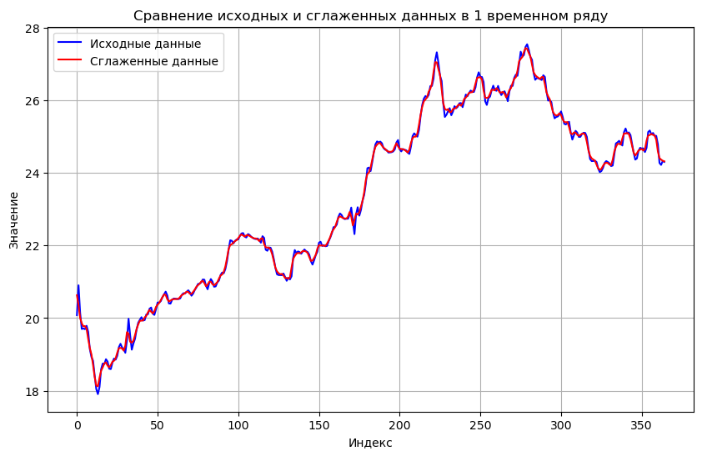 Сравнение исходных и сглаженных данных в 1 временном ряду
Исходные данные
Сглаженные данные
Значение
28
26
24
22
20
18
0 50 100 150 200 250 300 350
Индекс